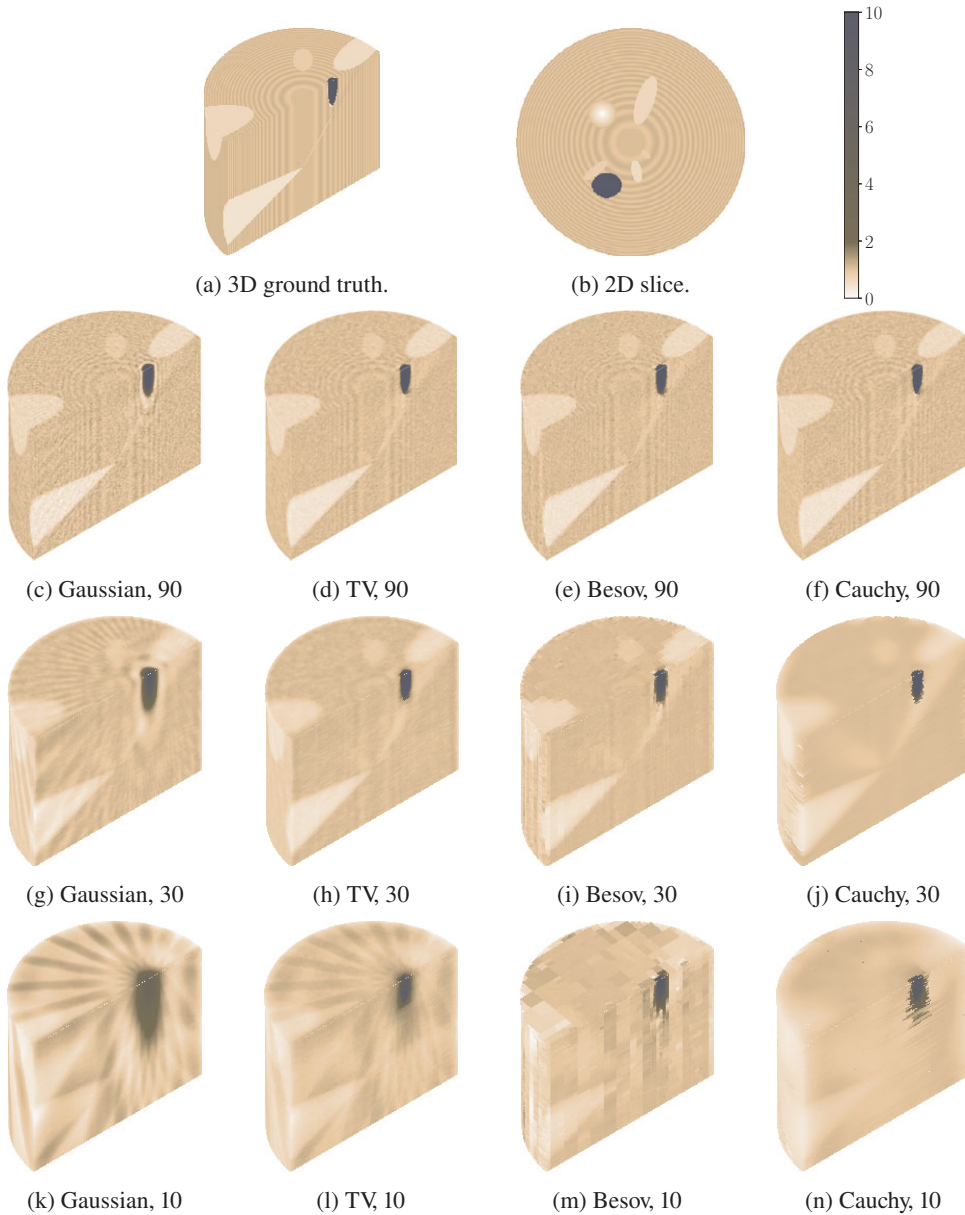 10
8
6
4
2
0
(a) 3D ground truth.
(b) 2D slice.
(c) Gaussian, 90
(d) TV, 90
(e) Besov, 90
(f) Cauchy, 90
(g) Gaussian, 30
(h) TV, 30
(i) Besov, 30
(j) Cauchy, 30
(k) Gaussian, 10
(l) TV, 10
(m) Besov, 10
(n) Cauchy, 10